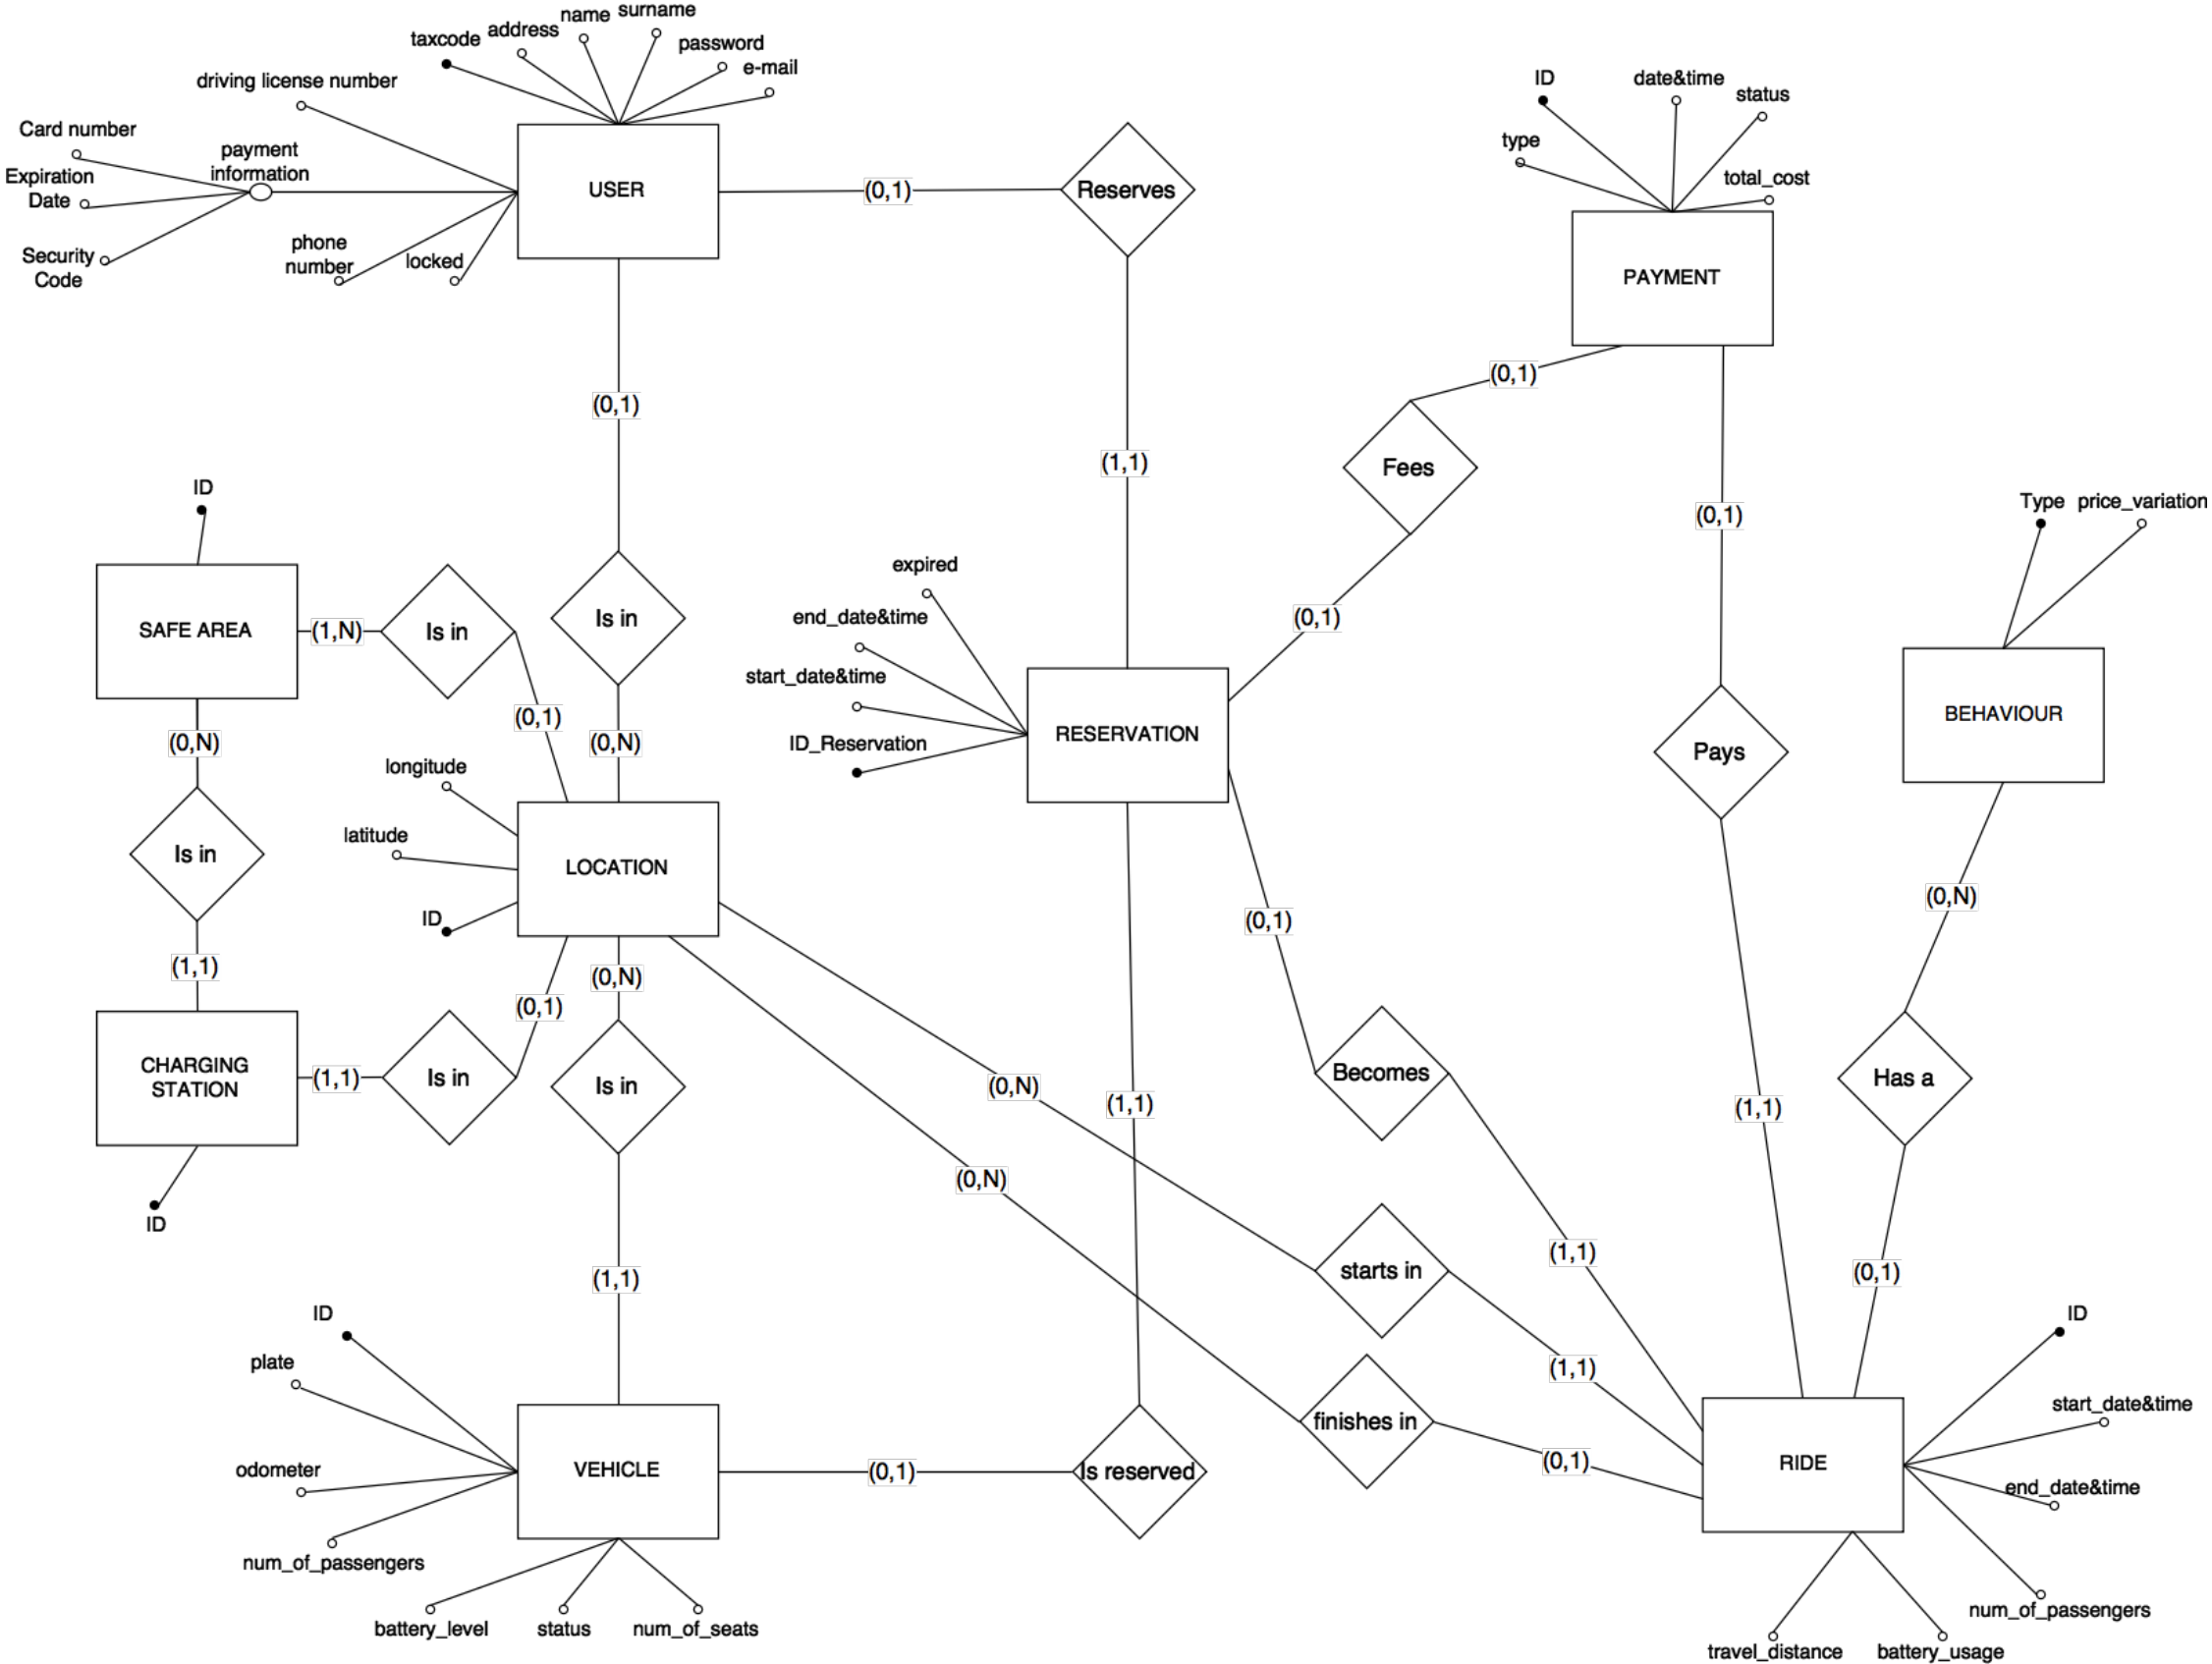 surname
name
address
taxcode
password
e-mail
driving license number
Card number
payment
information
Expiration
Date
Security
Code
phone
number
locked
USER
(0,1)
Reserves
ID
date&time
status
type
total_cost
PAYMENT
(0,1)
(0,1)
(1,1)
Fees
(0,1)
ID
SAFE AREA
(1,N)
Is in
Is in
(0,1)
(0,N)
(0,N)
expired
end_date&time
start_date&time
ID_Reservation
RESERVATION
(0,1)
Pays
Type
price_variation
BEHAVIOUR
longitude
latitude
ID
LOCATION
Is in
(1,1)
(0,1)
(0,N)
(0,1)
(0,N)
CHARGING
STATION
(1,1)
Is in
Is in
(0,N)
(1,1)
Becomes
(1,1)
Has a
ID
(0,N)
(1,1)
starts in
(1,1)
(0,1)
(1,1)
ID
plate
odometer
num_of_passengers
VEHICLE
(0,1)
Is reserved
finishes in
(0,1)
RIDE
ID
start_date&time
end_date&time
num_of_passengers
battery_level
status
num_of_seats
travel_distance
battery_usage